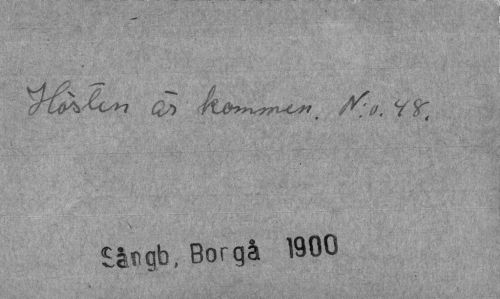 Hösten är kommen. N:o. 48.
Sångb, Borgå 1900